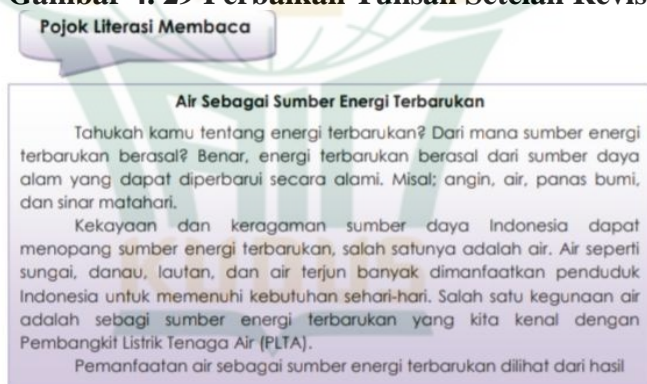 Gambar 4. 29 Perbaikan Tulisan Setelah Revis
Pojok Literasi Membaca
Air Sebagai Sumber Energi Terbarukan
Tahukah kamu tentang energi terbarukan? Dari mana sumber energi
terbarukan berasal? Benar, energi terbarukan berasal dari sumber daya
alam yang dapat diperbarui secara alami. Misal; angin, air, panas bumi,
dan sinar matahari.
Kekayaan dan keragaman sumber daya Indonesia dapat
menopang sumber energi terbarukan, salah satunya adalah air. Air seperti
sungai, danau, lautan, dan air terjun banyak dimanfaatkan penduduk
Indonesia untuk memenuhi kebutuhan sehari-hari. Salah satu kegunaan air
adalah sebagi sumber energi terbarukan yang kita kenal dengan
Pembangkit Listrik Tenaga Air (PLTA).
Pemanfaatan air sebagai sumber energi terbarukan dilihat dari hasil
KUDUS